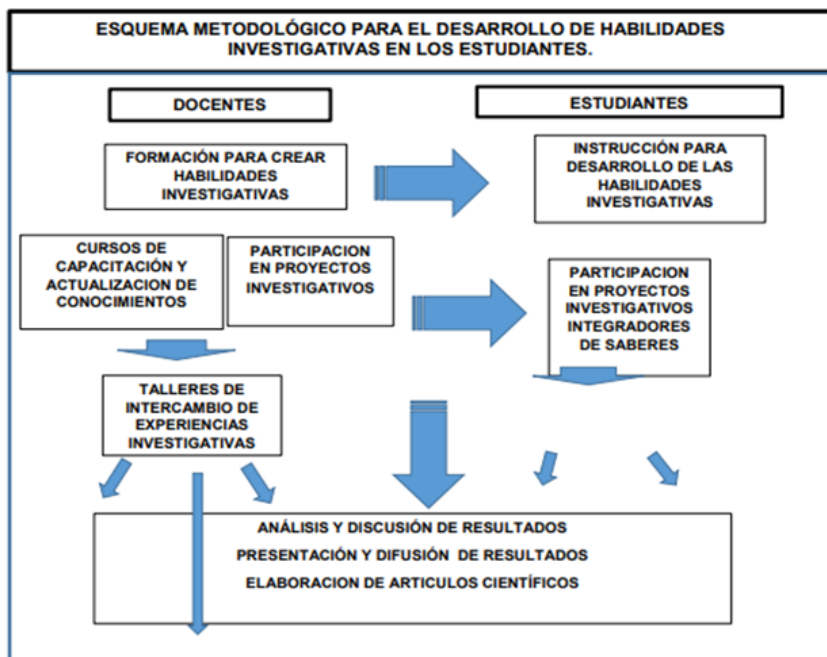 ESQUEMA METODOLÓGICO PARA EL DESARROLLO DE HABILIDADES
INVESTIGATIVAS EN LOS ESTUDIANTES.
DOCENTES
ESTUDIANTES
FORMACIÓN PARA CREAR
HABILIDADES
INVESTIGATIVAS
INSTRUCCIÓN PARA
DESARROLLO DE LAS
HABILIDADES
INVESTIGATIVAS
CURSOS DE
CAPACITACIÓN Y
ACTUALIZACION DE
CONOCIMIENTOS
PARTICIPACION
EN PROYECTOS
INVESTIGATIVOS
PARTICIPACION
EN PROYECTOS
INVESTIGATIVOS
INTEGRADORES
DE SABERES
TALLERES DE
INTERCAMBIO DE
EXPERIENCIAS
INVESTIGATIVAS
ANÁLISIS Y DISCUSIÓN DE RESULTADOS
PRESENTACIÓN Y DIFUSIÓN DE RESULTADOS
ELABORACION DE ARTICULOS CIENTÍFICOS